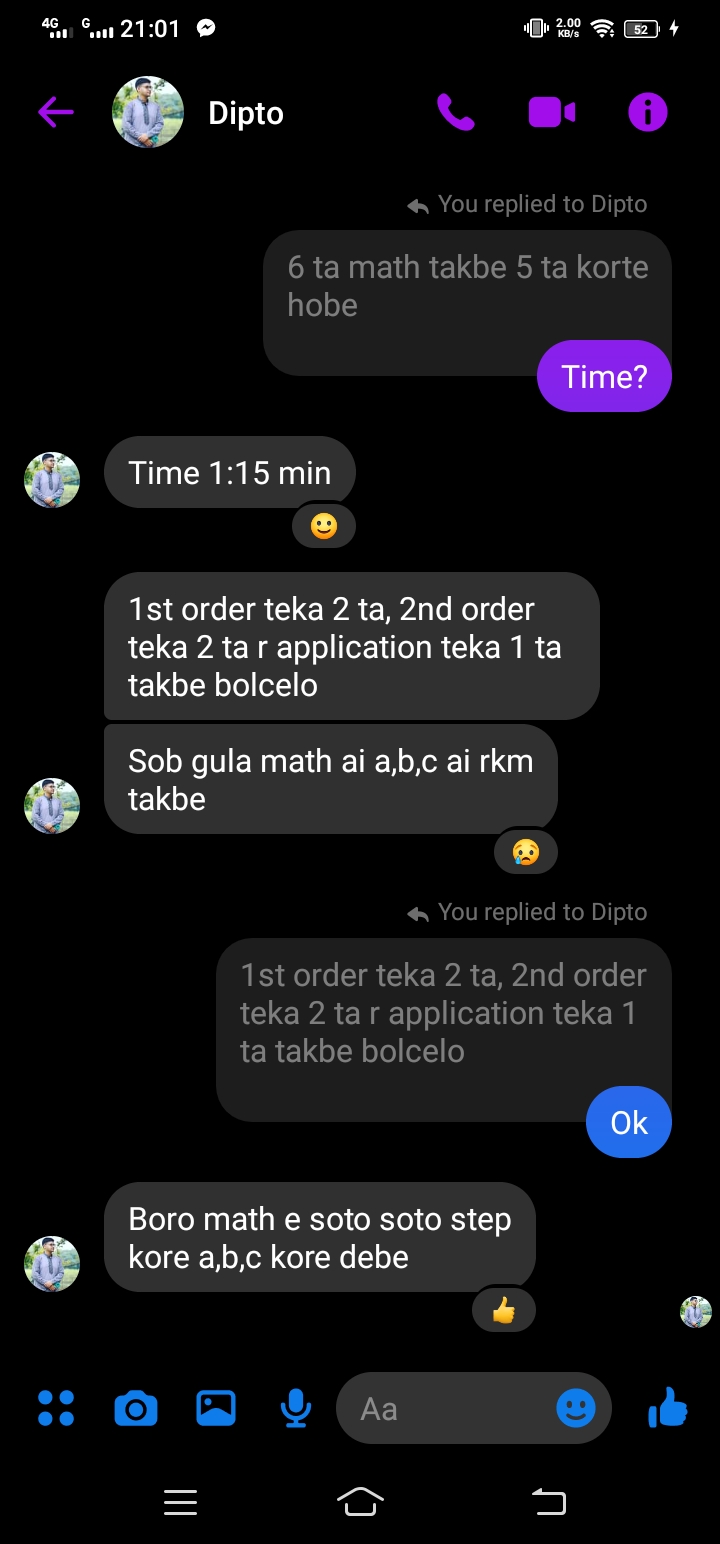 4G G 21:01 2.00 KB/s 52
Dipto
You replied to Dipto
6 ta math takbe 5 ta korte
hobe
Time?
Time 1:15 min
1st order teka 2 ta, 2nd order
teka 2 ta r application teka 1 ta
takbe bolcelo
Sob gula math ai a,b,c ai rkm
takbe
You replied to Dipto
1st order teka 2 ta, 2nd order
teka 2 ta r application teka 1
ta takbe bolcelo
Ok
Boro math e soto soto step
kore a,b,c kore debe
Aa